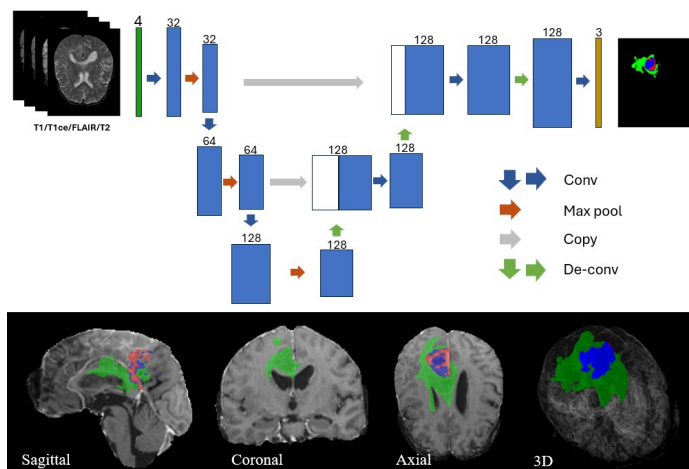 4
32
32
128
128
128
3
T1/T1ce/FLAIR/T2
64
64
128
128
128
128
Conv
Max pool
Copy
De-conv
Sagittal
Coronal
Axial
3D